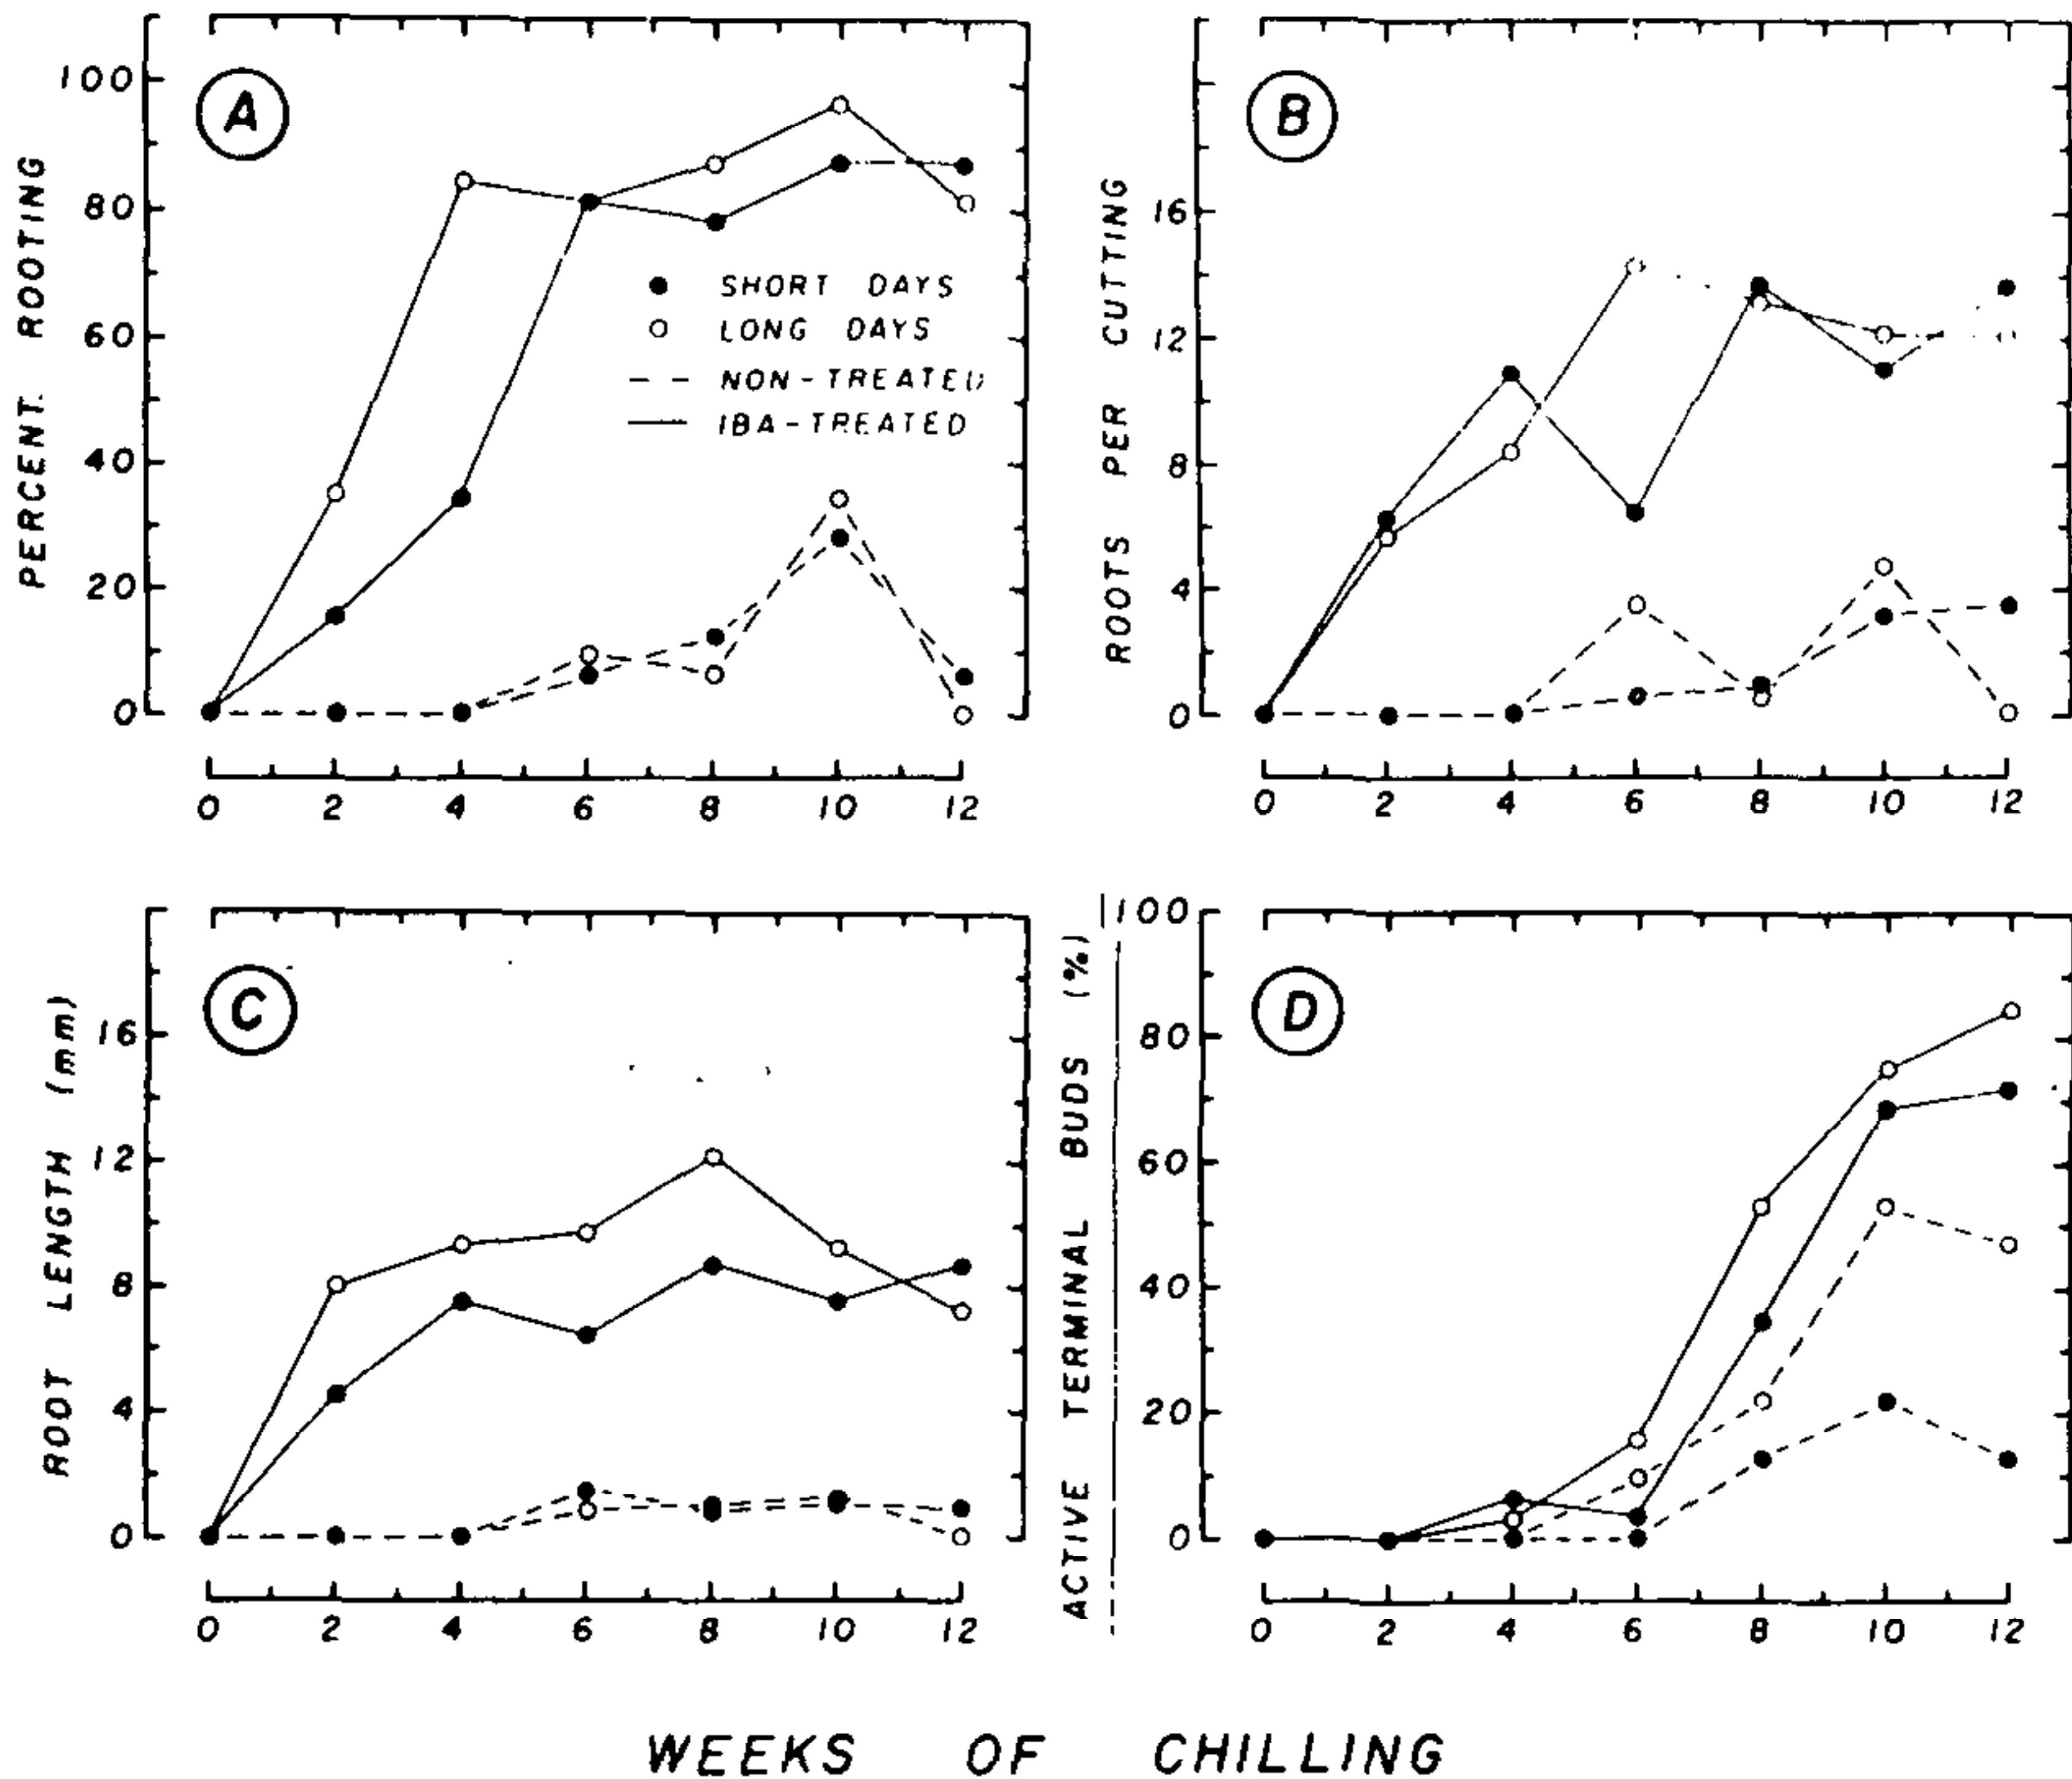 PERCENT ROOTING
100
80
60
40
20
0
A
SHORT DAYS
LONG DAYS
NON-TREATED
IBA-TREATED
0 2 4 6 8 10 12
ROOTS PER CUTTING
16
12
8
4
0
B
0 2 4 6 8 10 12
ROOT LENGTH (mm)
16
12
8
4
0
C
0 2 4 6 8 10 12
ACTIVE TERMINAL BUDS (%)
100
80
60
40
20
0
D
0 2 4 6 8 10 12
WEEKS OF CHILLING